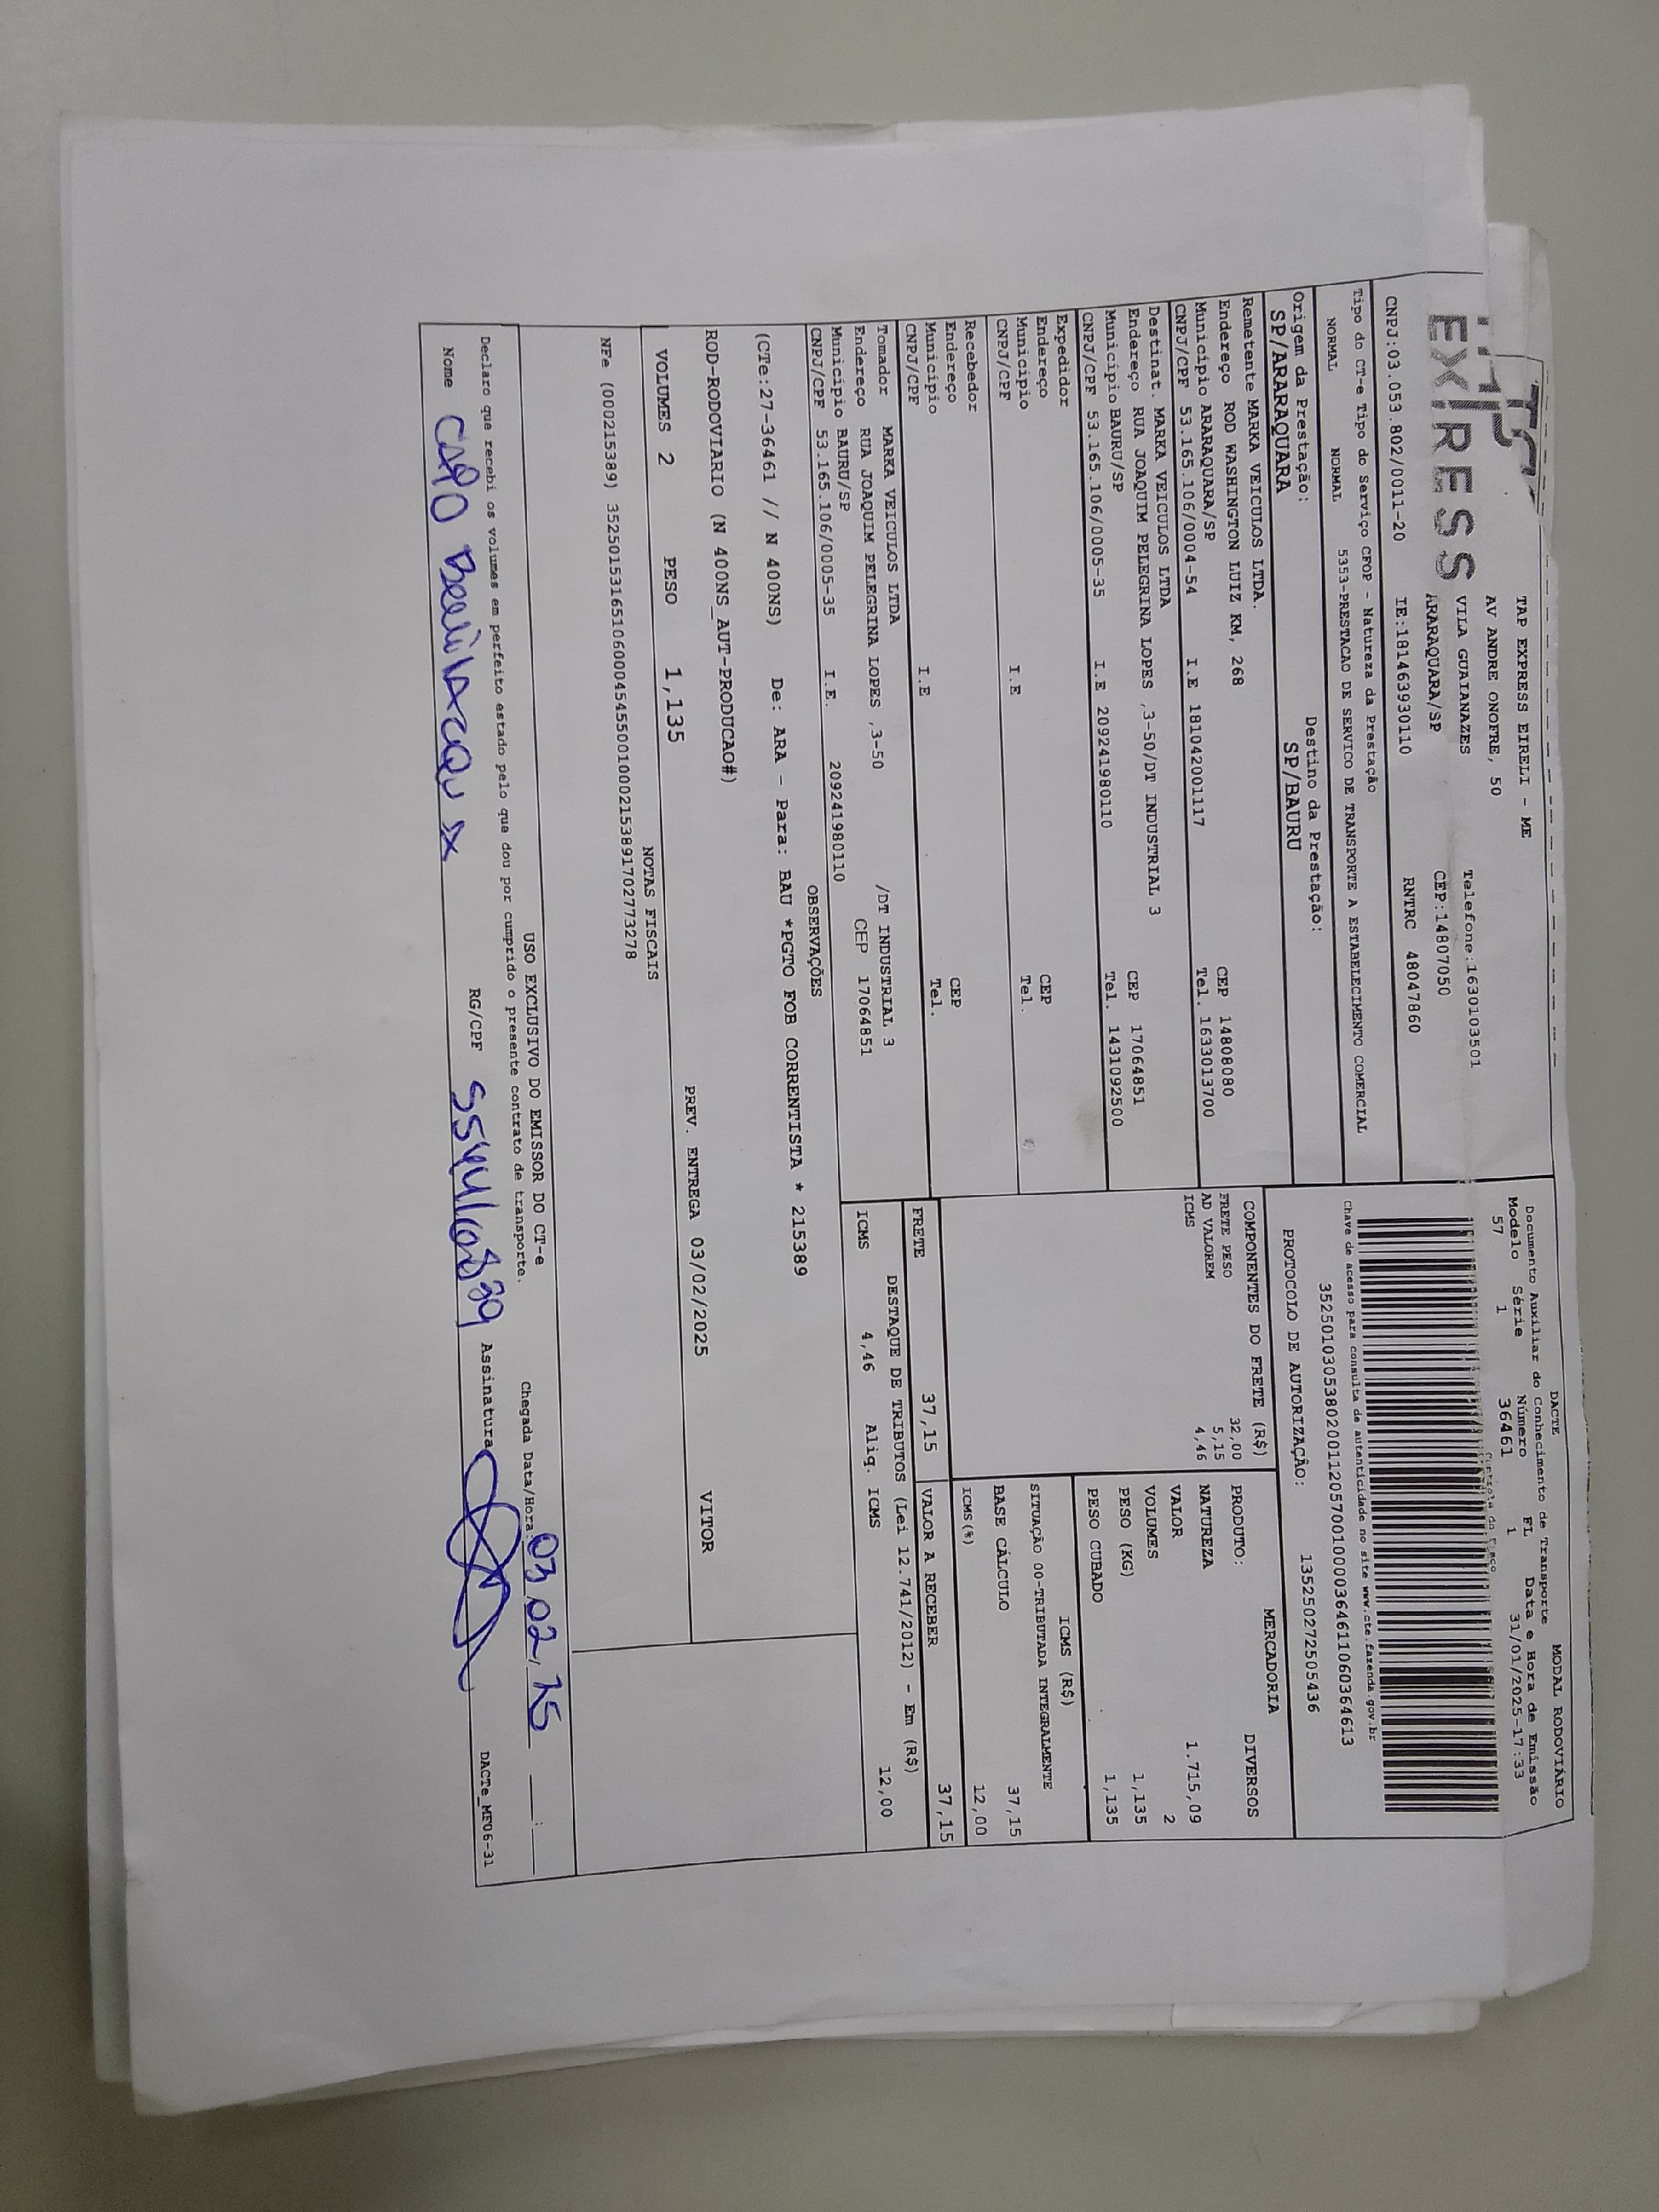 TAP EXPRESS EIRELI - ME
AV ANDRE ONOFRE, 50
VILA GUAIANAZES
ARARAQUARA/SP
Telefone:1630103501
CEP:14807050
EXPRESS
CNPJ:03.053.802/0011-20 IE:181463930110 RNTRC 48047860
DACTE MODAL RODOVIÁRIO
Documento Auxiliar do Conhecimento de Transporte
Modelo Série Número FL Data e Hora de Emissão
57 1 36461 1 31/01/2025-17:33
Controle do Fisco
Chave de acesso para consulta de autenticidade no site www.cte.fazenda.gov.br
35250103053802001120570010000364611060364613
PROTOCOLO DE AUTORIZAÇÃO: 135250272505436
Tipo do CT-e Tipo do Serviço CFOP - Natureza da Prestação
NORMAL NORMAL 5353-PRESTACAO DE SERVICO DE TRANSPORTE A ESTABELECIMENTO COMERCIAL
Origem da Prestação: Destino da Prestação:
SP/ARARAQUARA SP/BAURU
Remetente MARKA VEICULOS LTDA.
Endereço ROD WASHINGTON LUIZ KM, 268 CEP 14808080
Município ARARAQUARA/SP Tel. 1633013700
CNPJ/CPF 53.165.106/0004-54 I.E 181042001117
Destinat. MARKA VEICULOS LTDA
Endereço RUA JOAQUIM PELEGRINA LOPES ,3-50/DT INDUSTRIAL 3 CEP 17064851
Município BAURU/SP Tel. 1431092500
CNPJ/CPF 53.165.106/0005-35 I.E 209241980110
Expedidor
Endereço CEP
Município Tel.
CNPJ/CPF I.E
Recebedor
Endereço CEP
Município Tel.
CNPJ/CPF I.E
Tomador MARKA VEICULOS LTDA /DT INDUSTRIAL 3
Endereço RUA JOAQUIM PELEGRINA LOPES ,3-50 CEP 17064851
Município BAURU/SP
CNPJ/CPF 53.165.106/0005-35 I.E. 209241980110
COMPONENTES DO FRETE (R$)
FRETE PESO 32,00
AD VALOREM 5,15
ICMS 4,46
MERCADORIA
PRODUTO: DIVERSOS
NATUREZA
VALOR 1.715,09
VOLUMES 2
PESO (KG) 1,135
PESO CUBADO 1,135
ICMS (R$)
SITUAÇÃO 00-TRIBUTADA INTEGRALMENTE
BASE CÁLCULO 37,15
ICMS(%) 12,00
FRETE 37,15 VALOR A RECEBER 37,15
DESTAQUE DE TRIBUTOS (Lei 12.741/2012) - Em (R$)
ICMS 4,46 Aliq. ICMS 12,00
OBSERVAÇÕES
(CTe:27-36461 // N 400NS) De: ARA - Para: BAU *PGTO FOB CORRENTISTA * 215389
ROD-RODOVIARIO (N 400NS_AUT-PRODUCAO#)
VOLUMES 2 PESO 1,135 PREV. ENTREGA 03/02/2025 VITOR
NOTAS FISCAIS
NFe (000215389) 35250153165106000454550010002153891702773278
USO EXCLUSIVO DO EMISSOR DO CT-e
Declaro que recebi os volumes em perfeito estado pelo que dou por cumprido o presente contrato de transporte.
Chegada Data/Hora: 03/02/25
Nome RG/CPF Assinatura
DACTe_MF06-31